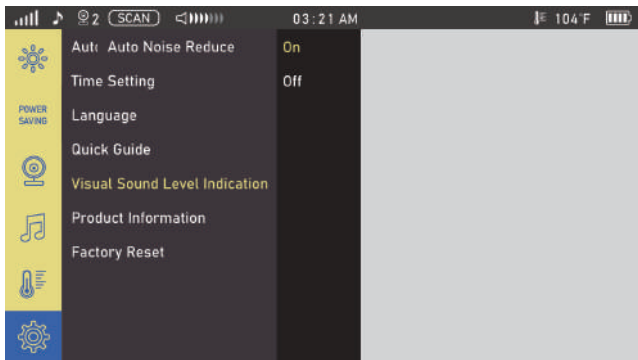 2 SCAN 03:21 AM 104°F
Auto Auto Noise Reduce On
Time Setting Off
POWER
SAVING
Language
Quick Guide
Visual Sound Level Indication
Product Information
Factory Reset